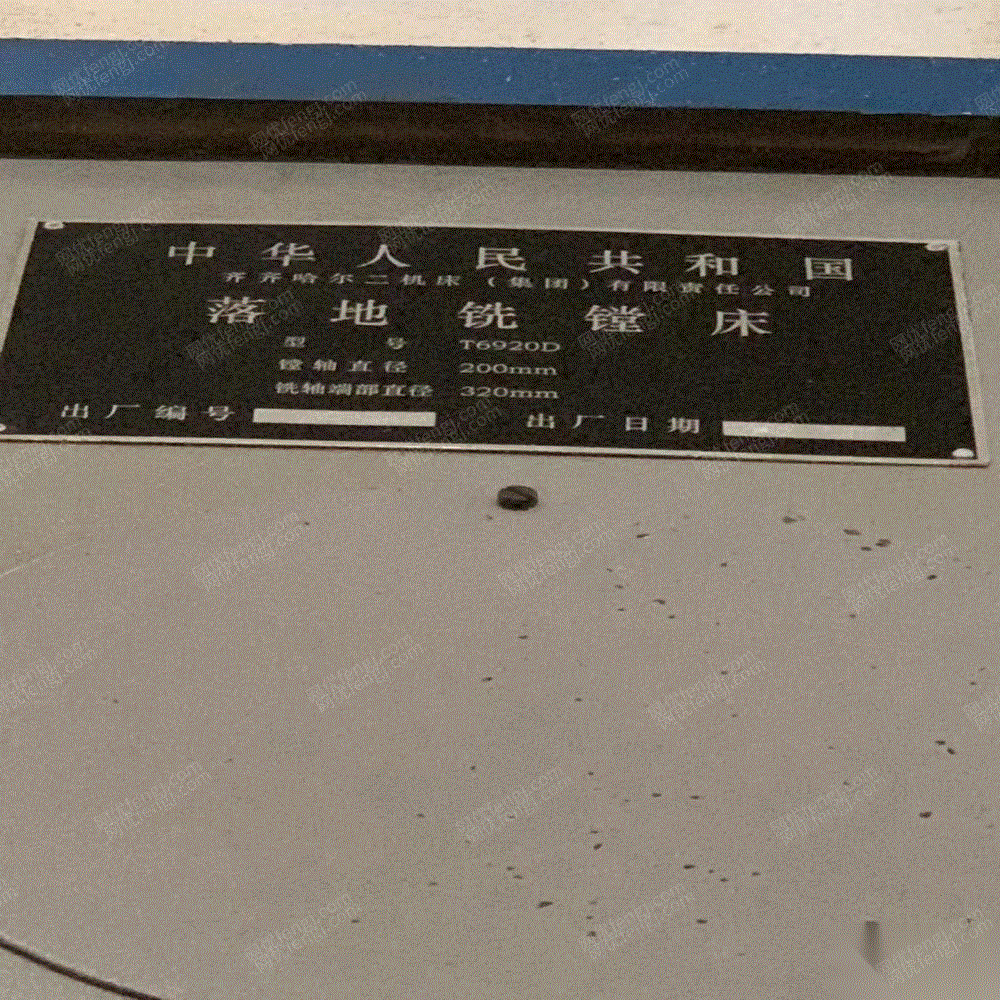 中华人民共和国
齐齐哈尔二机床（集团）有限责任公司
落地铣镗床
型号 T6920D
镗轴直径 200mm
铣轴端部直径 320mm
出厂编号 出厂日期